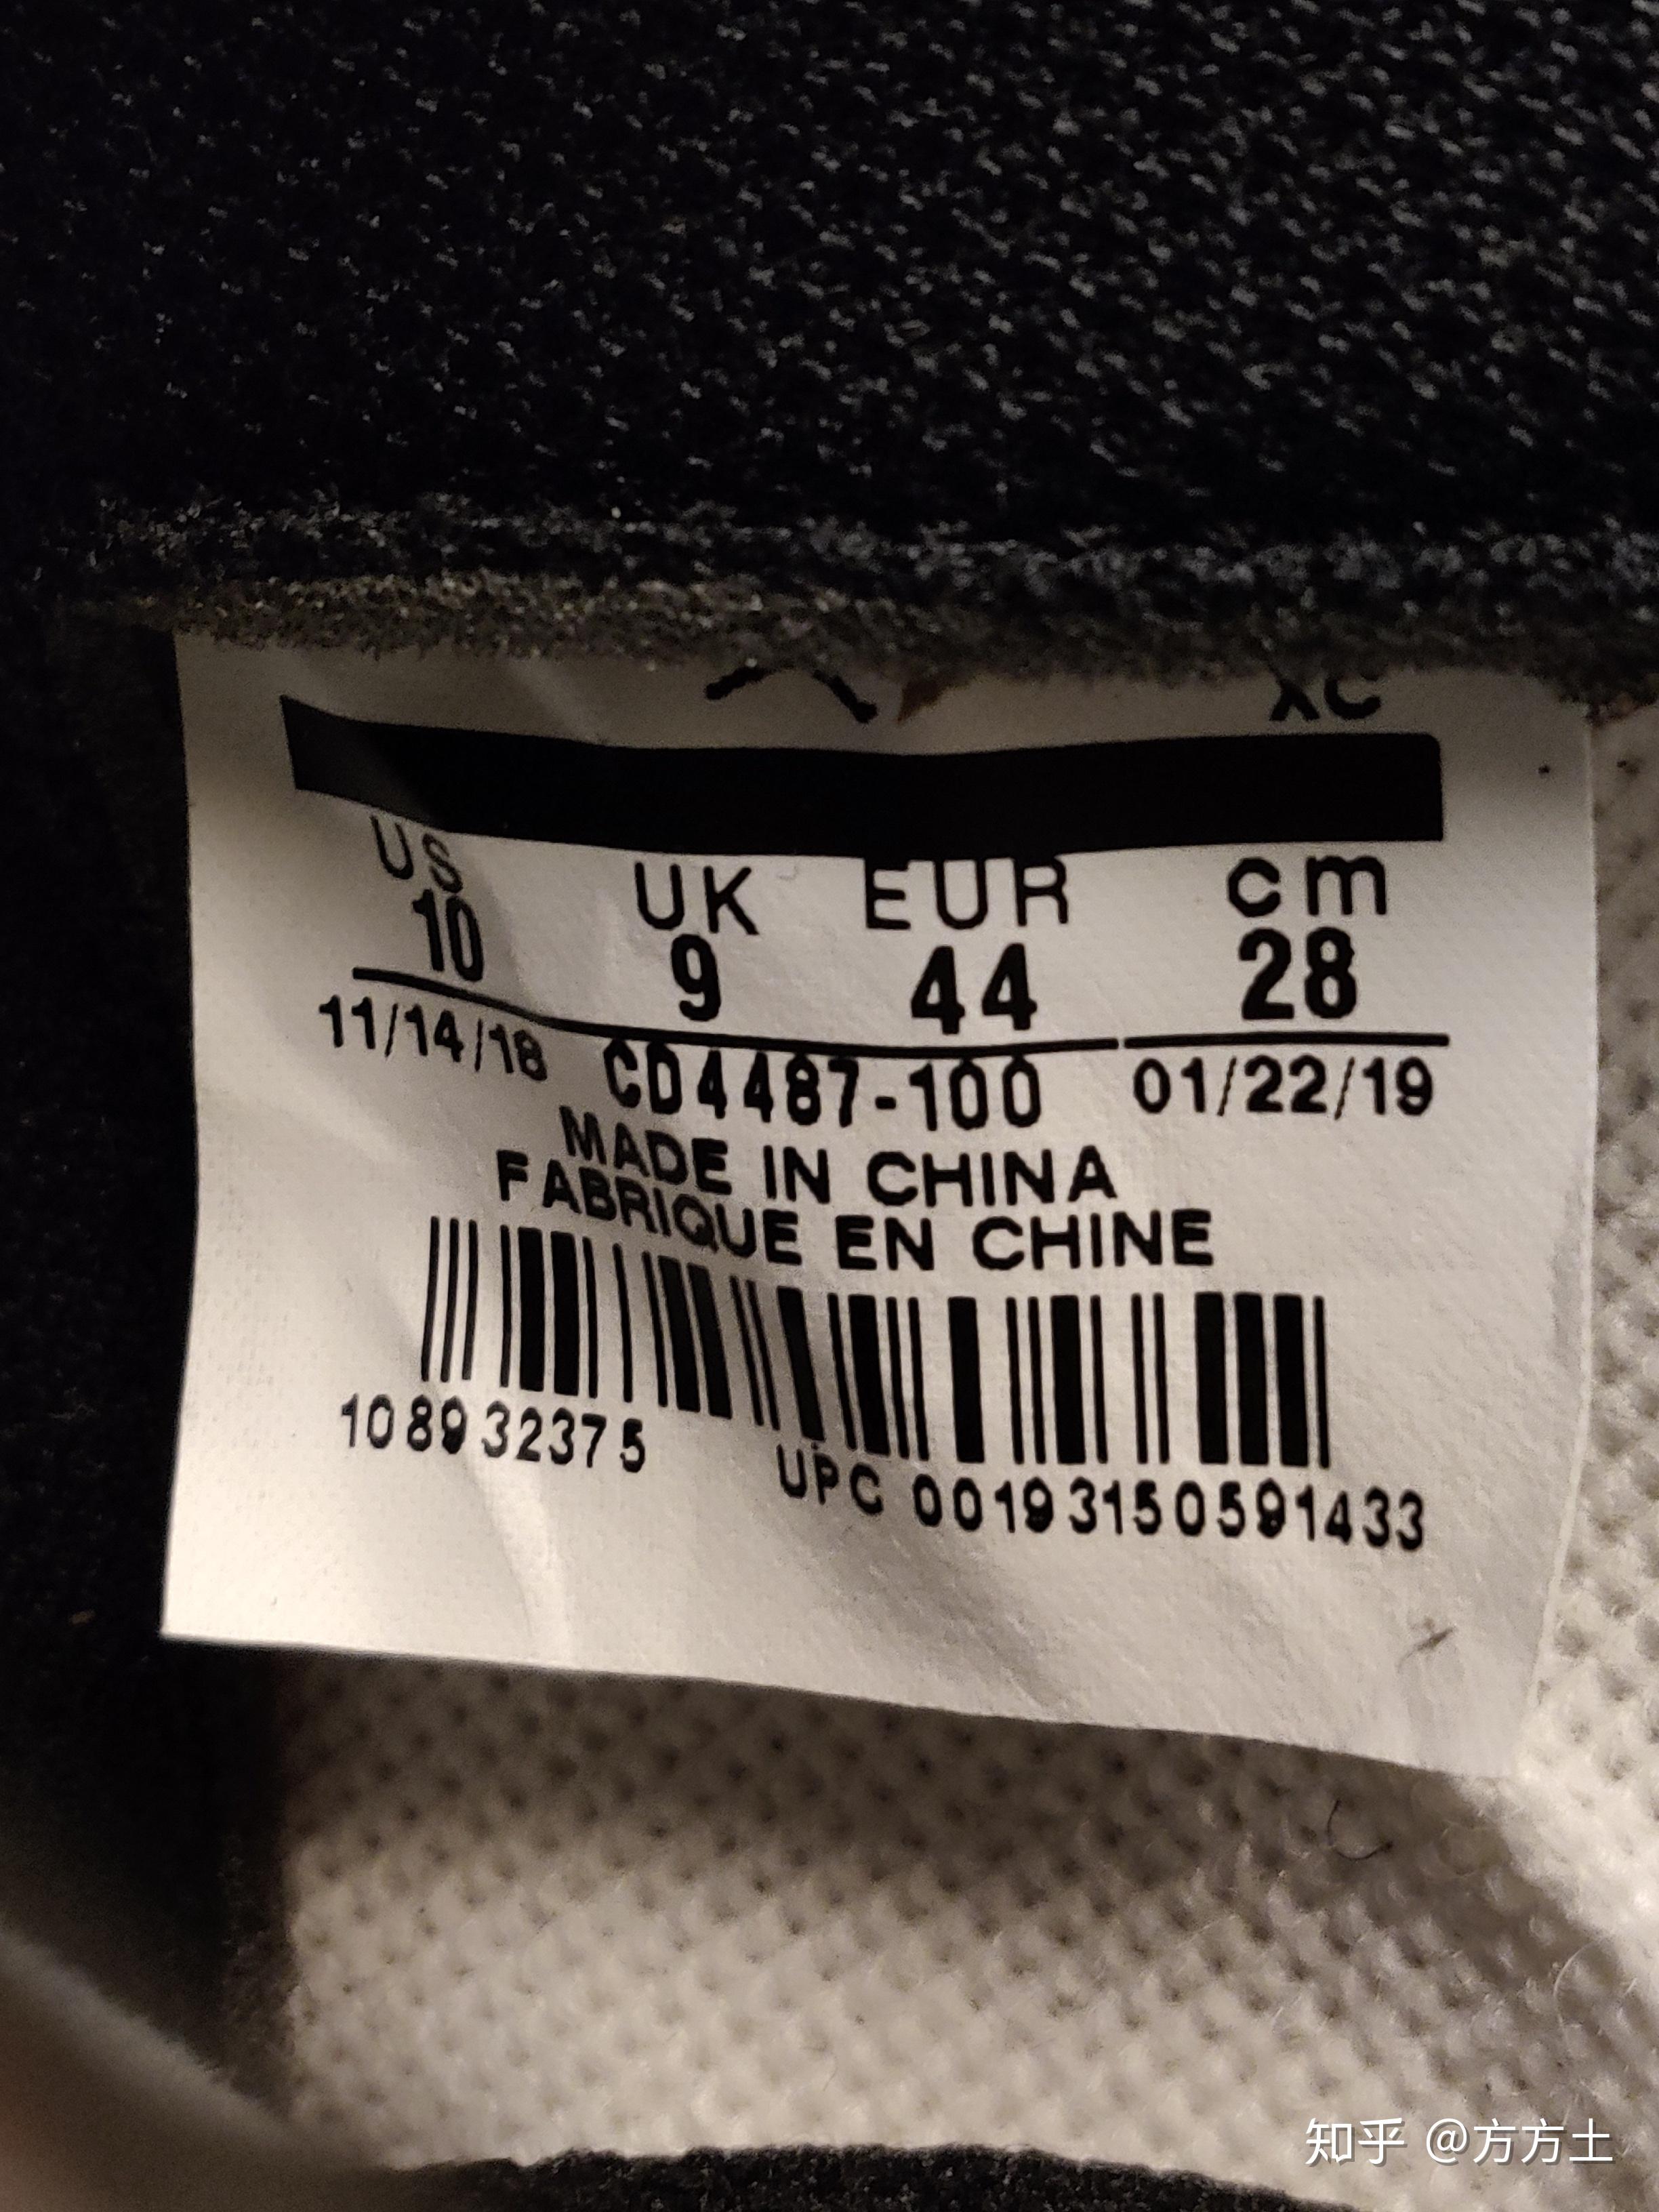 XC
US UK EUR cm
10 9 44 28
11/14/18 CD4487-100 01/22/19
MADE IN CHINA
FABRIQUE EN CHINE
108932375 UPC 00193150591433
知乎 @方方土